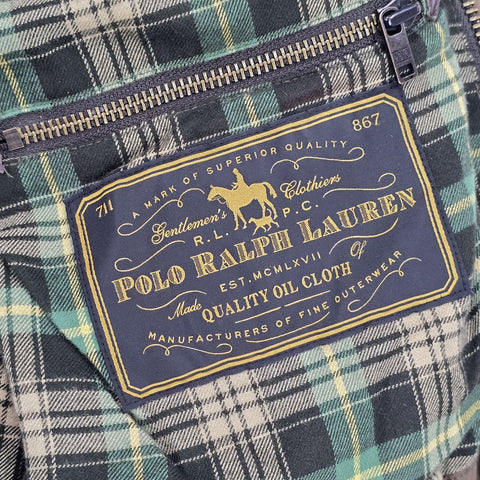 867
711
A MARK OF SUPERIOR QUALITY
Gentlemen's Clothiers
R.L. P.C.
POLO RALPH LAUREN
EST. MCMLXVII
Made Of
QUALITY OIL CLOTH
MANUFACTURERS OF FINE OUTERWEAR